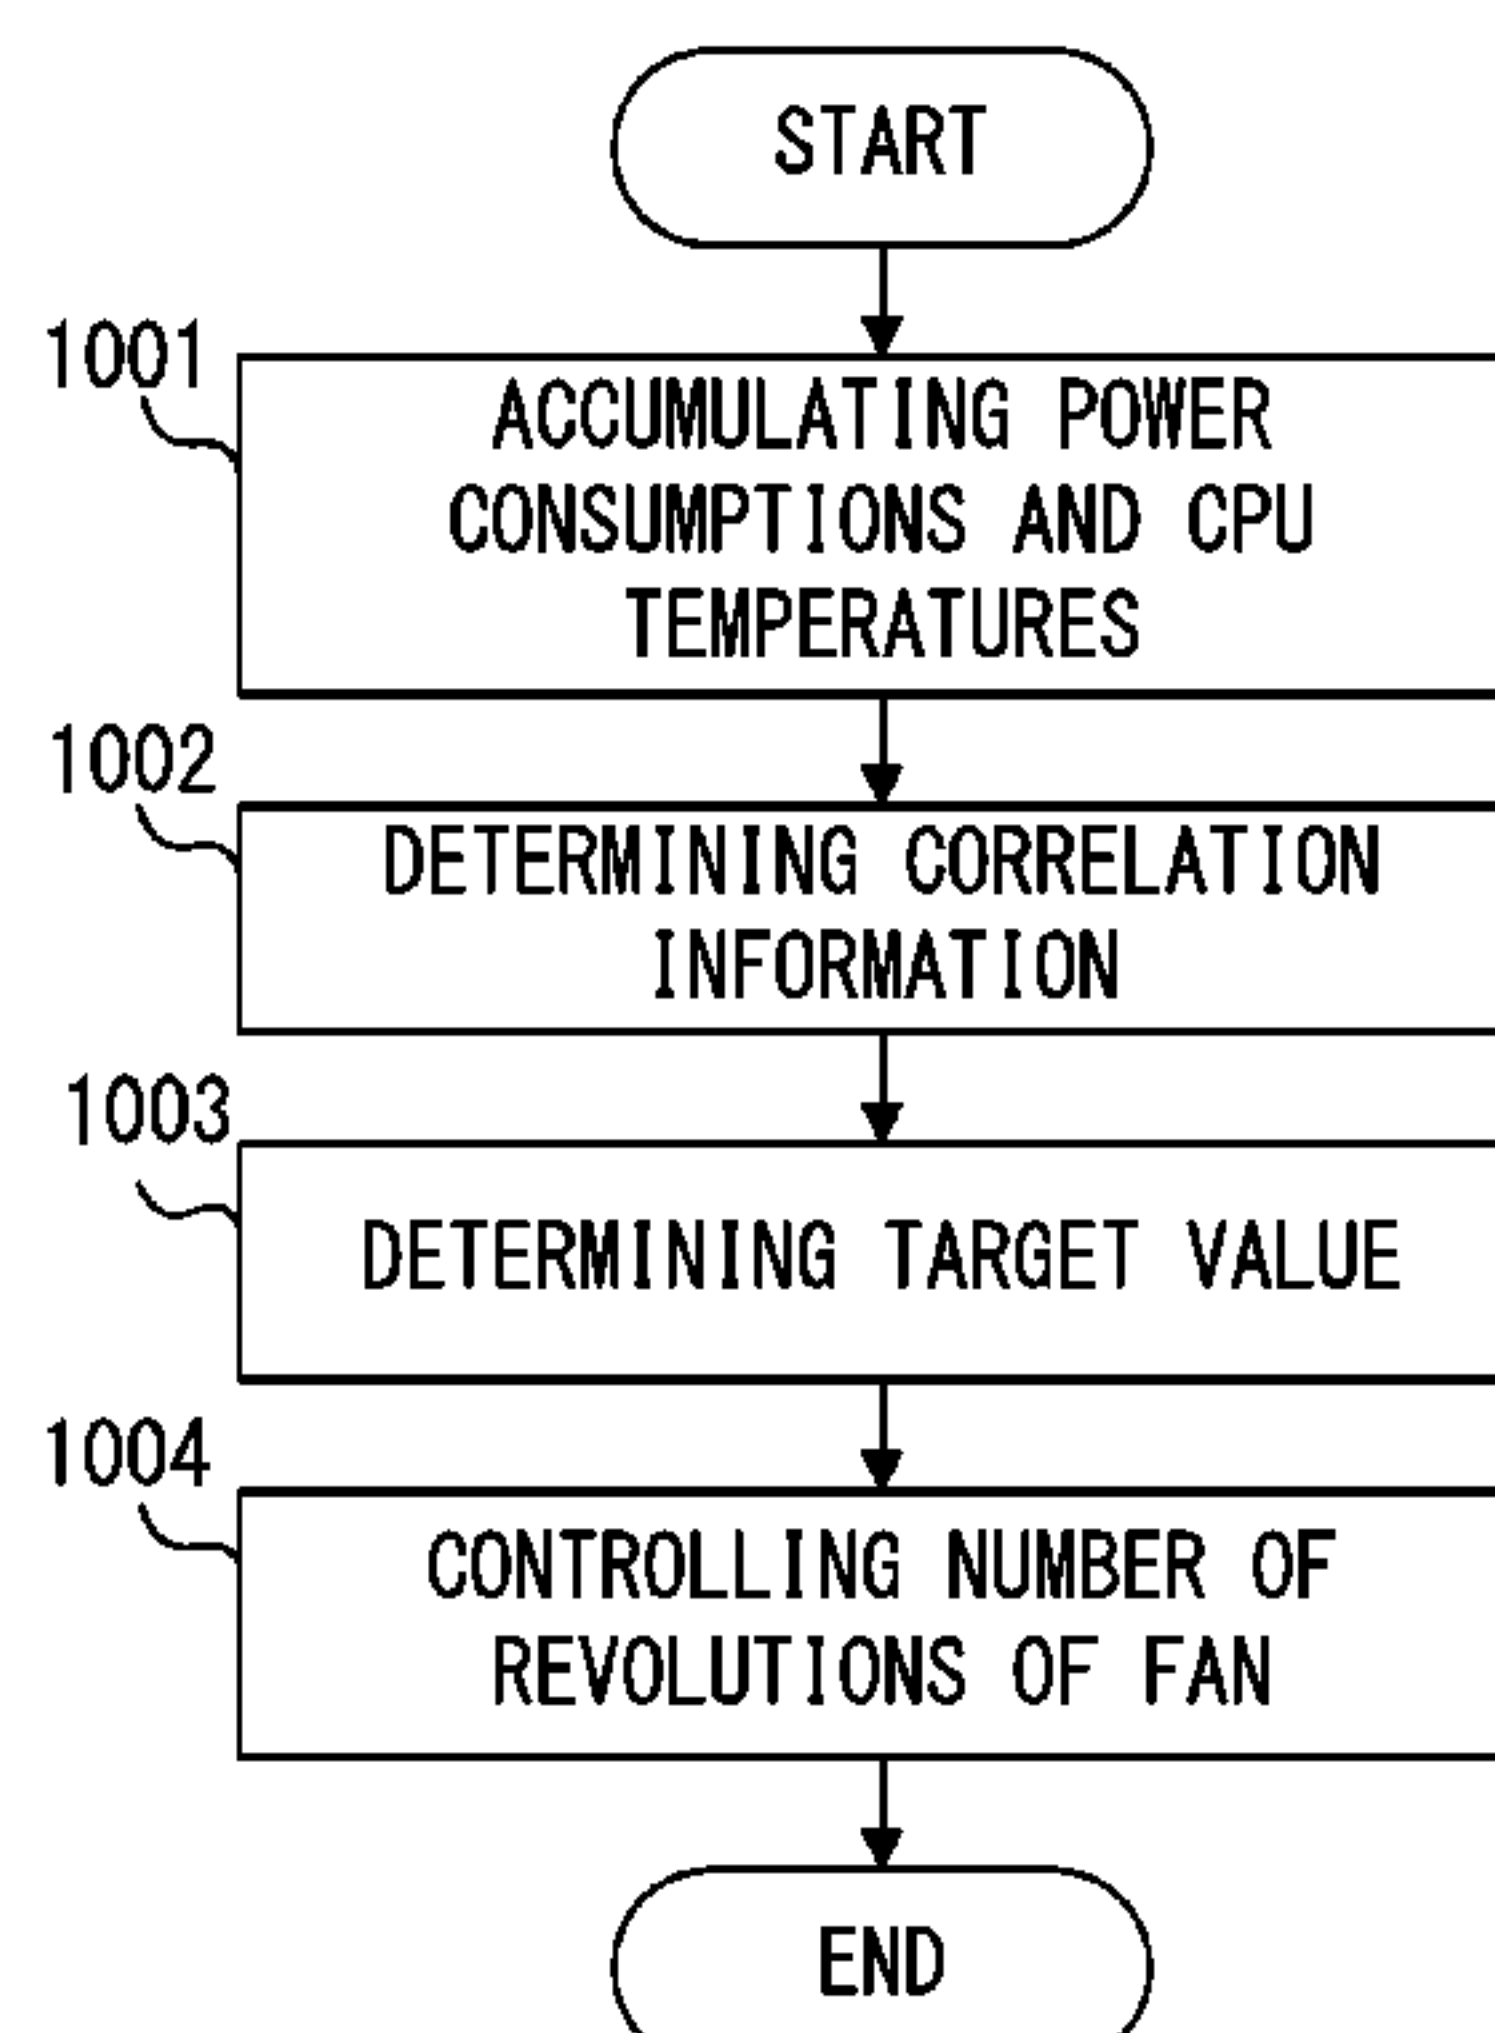 START
1001
ACCUMULATING POWER
CONSUMPTIONS AND CPU
TEMPERATURES
1002
DETERMINING CORRELATION
INFORMATION
1003
DETERMINING TARGET VALUE
1004
CONTROLLING NUMBER OF
REVOLUTIONS OF FAN
END